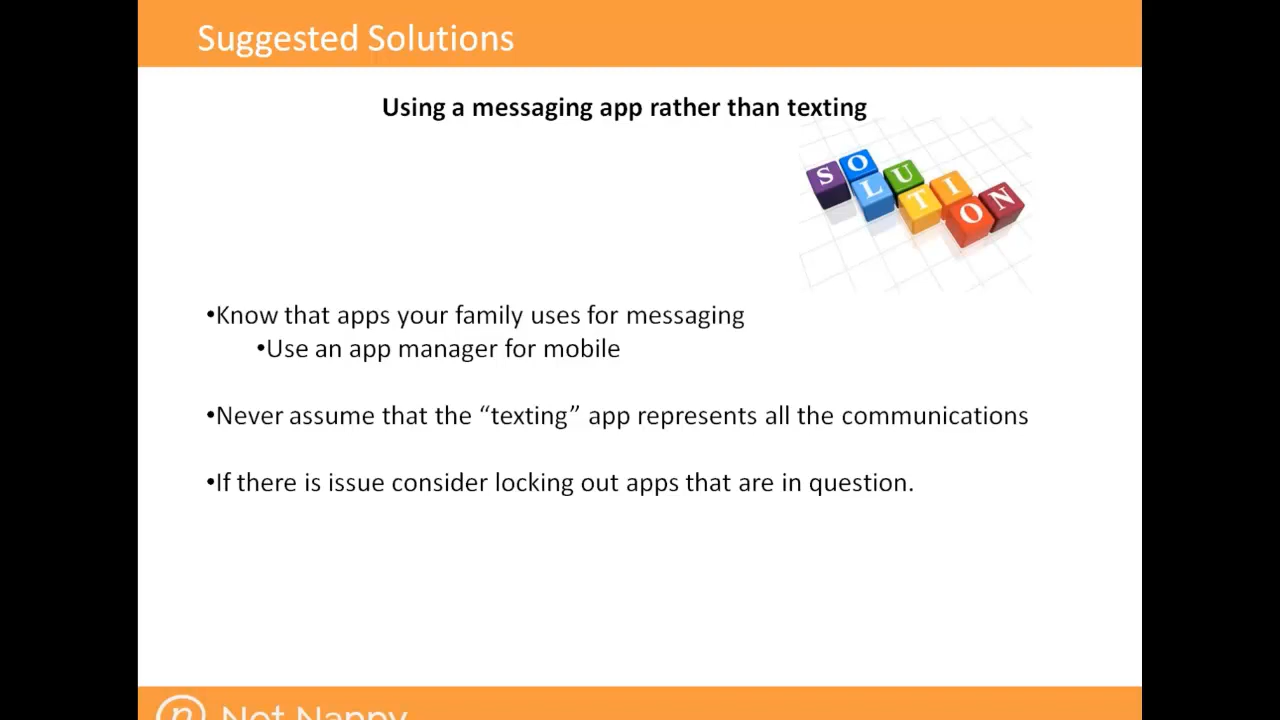 Suggested Solutions
Using a messaging app rather than texting
SOLUTION
•Know that apps your family uses for messaging
•Use an app manager for mobile
•Never assume that the “texting” app represents all the communications
•If there is issue consider locking out apps that are in question.
n Net Nanny